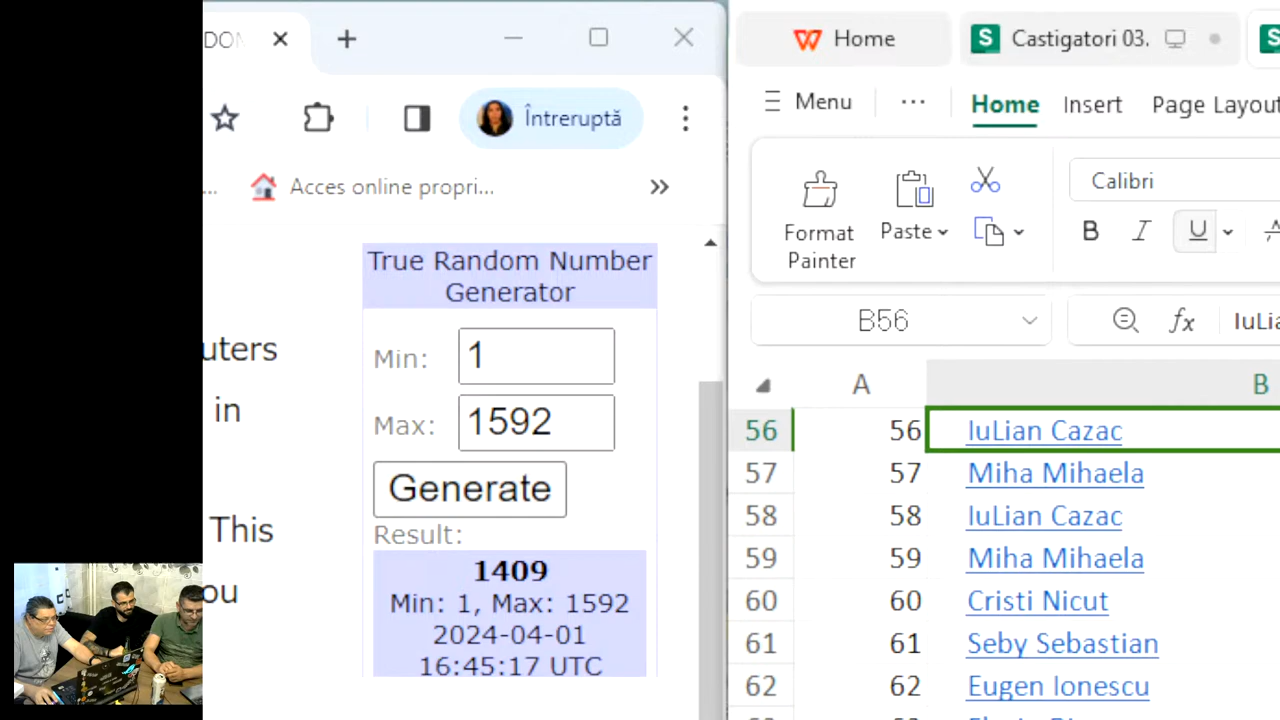 DOM
Întreruptă
... Acces online propri...
True Random Number
Generator
Min: 1
Max: 1592
Generate
Result:
1409
Min: 1, Max: 1592
2024-04-01
16:45:17 UTC
uters
in
This
ou
Home
S Castigatori 03.
S
Menu
...
Home Insert Page Layou
Format
Painter
Paste
Calibri
B I U A
B56
fx IuLia
A B
56 56 IuLian Cazac
57 57 Miha Mihaela
58 58 IuLian Cazac
59 59 Miha Mihaela
60 60 Cristi Nicut
61 61 Seby Sebastian
62 62 Eugen Ionescu